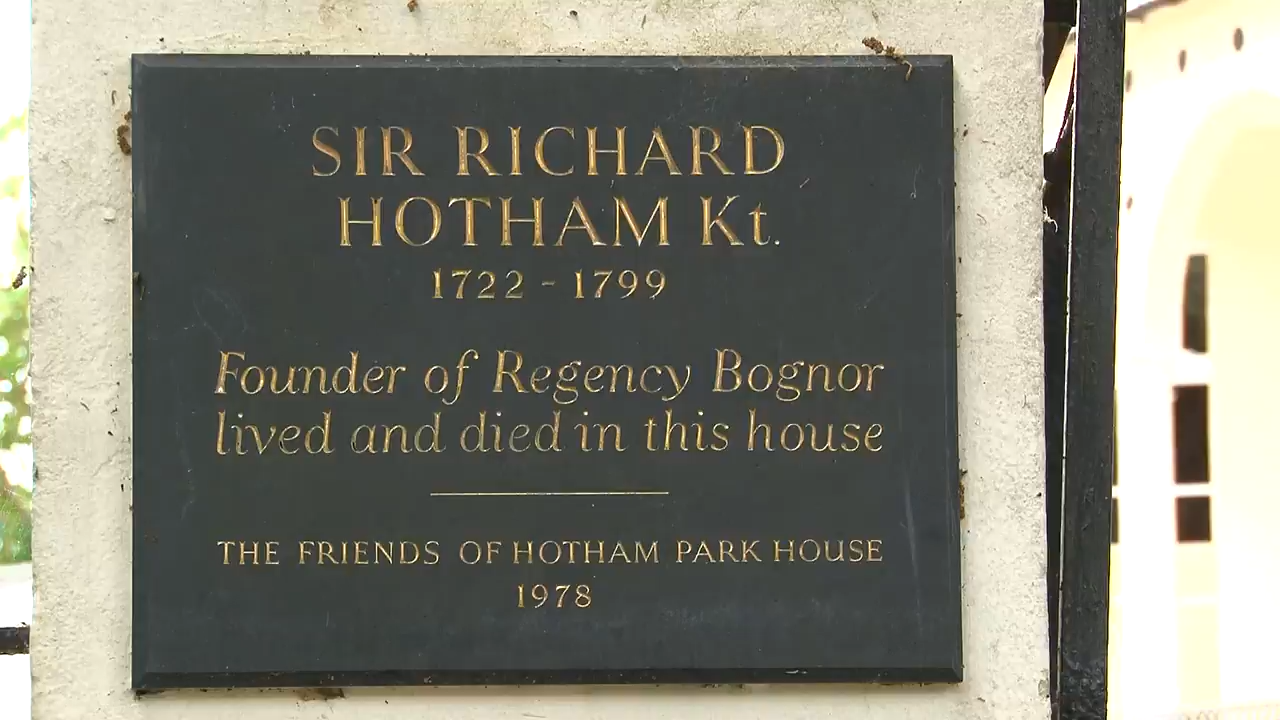 SIR RICHARD
HOTHAM Kt.
1722 - 1799
Founder of Regency Bognor
lived and died in this house
THE FRIENDS OF HOTHAM PARK HOUSE
1978